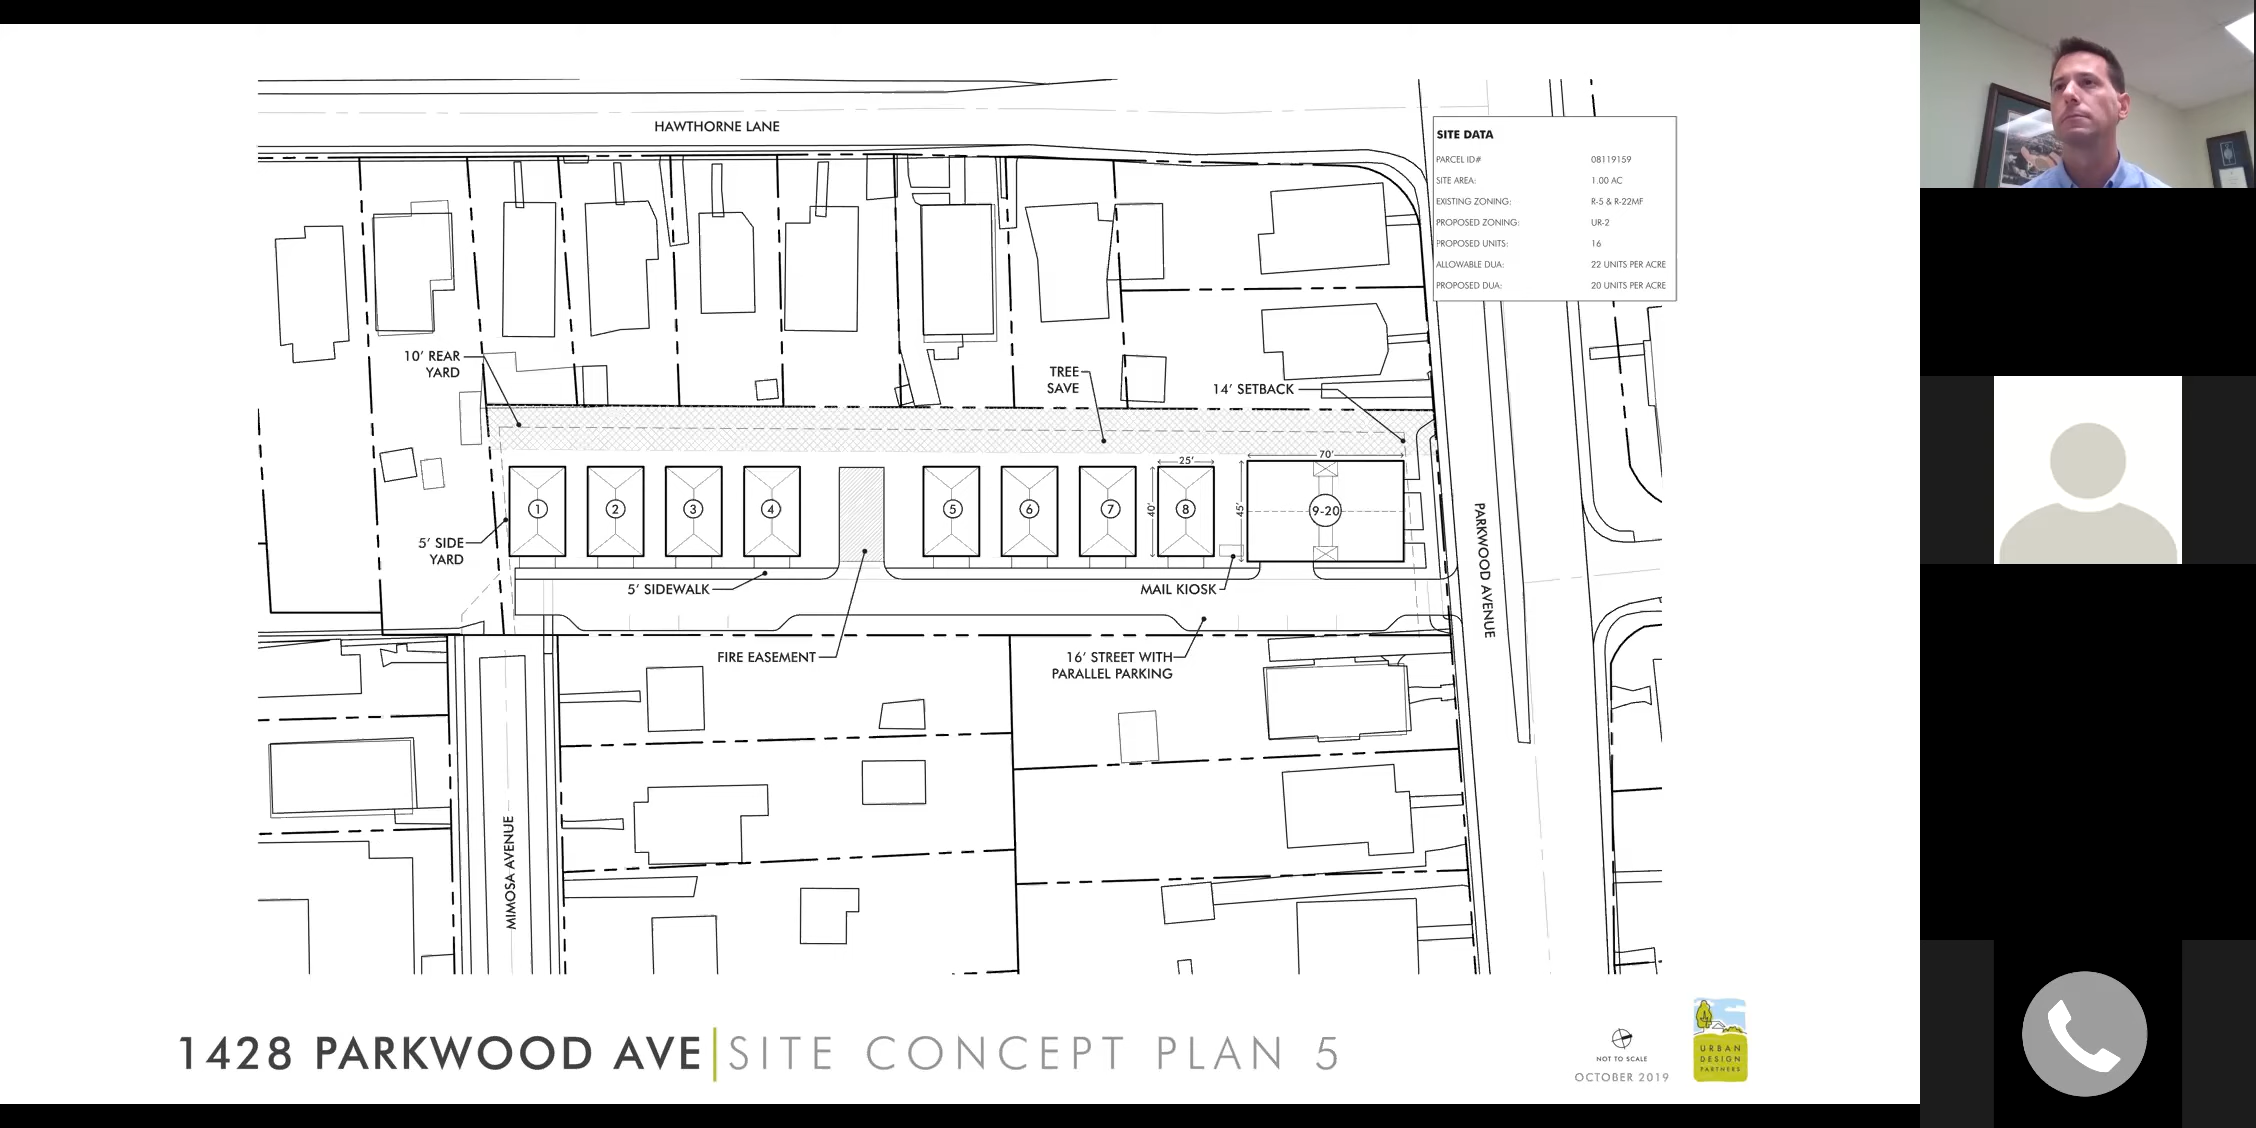 HAWTHORNE LANE
SITE DATA
PARCEL ID# 08119159
SITE AREA: 1.00 AC
EXISTING ZONING: R-5 & R-22MF
PROPOSED ZONING: UR-2
PROPOSED UNITS: 16
ALLOWABLE DUA: 22 UNITS PER ACRE
PROPOSED DUA: 20 UNITS PER ACRE
10' REAR
YARD
TREE
SAVE
14' SETBACK
25'
70'
40'
45'
1
2
3
4
5
6
7
8
9-20
5' SIDE
YARD
5' SIDEWALK
MAIL KIOSK
PARKWOOD AVENUE
FIRE EASEMENT
16' STREET WITH
PARALLEL PARKING
MIMOSA AVENUE
1428 PARKWOOD AVE SITE CONCEPT PLAN 5
NOT TO SCALE
OCTOBER 2019
URBAN
DESIGN
PARTNERS